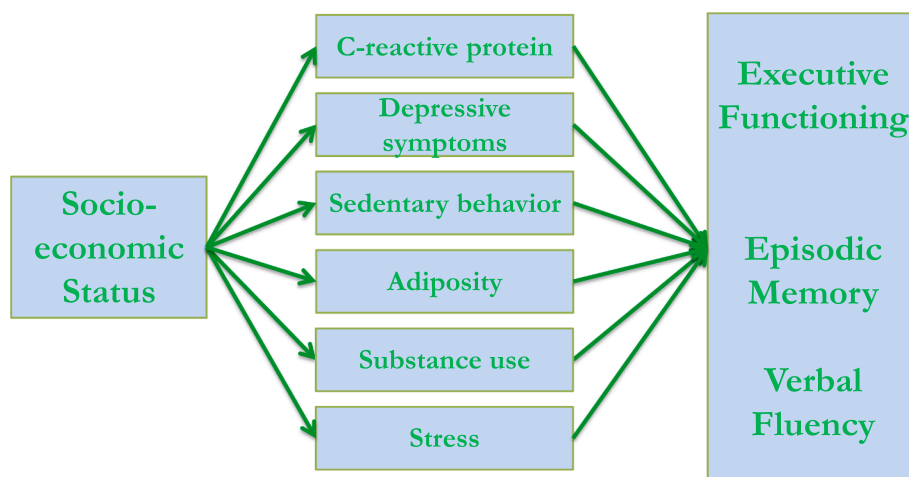 Socio-
economic
Status
C-reactive protein
Depressive
symptoms
Sedentary behavior
Adiposity
Substance use
Stress
Executive
Functioning
Episodic
Memory
Verbal
Fluency